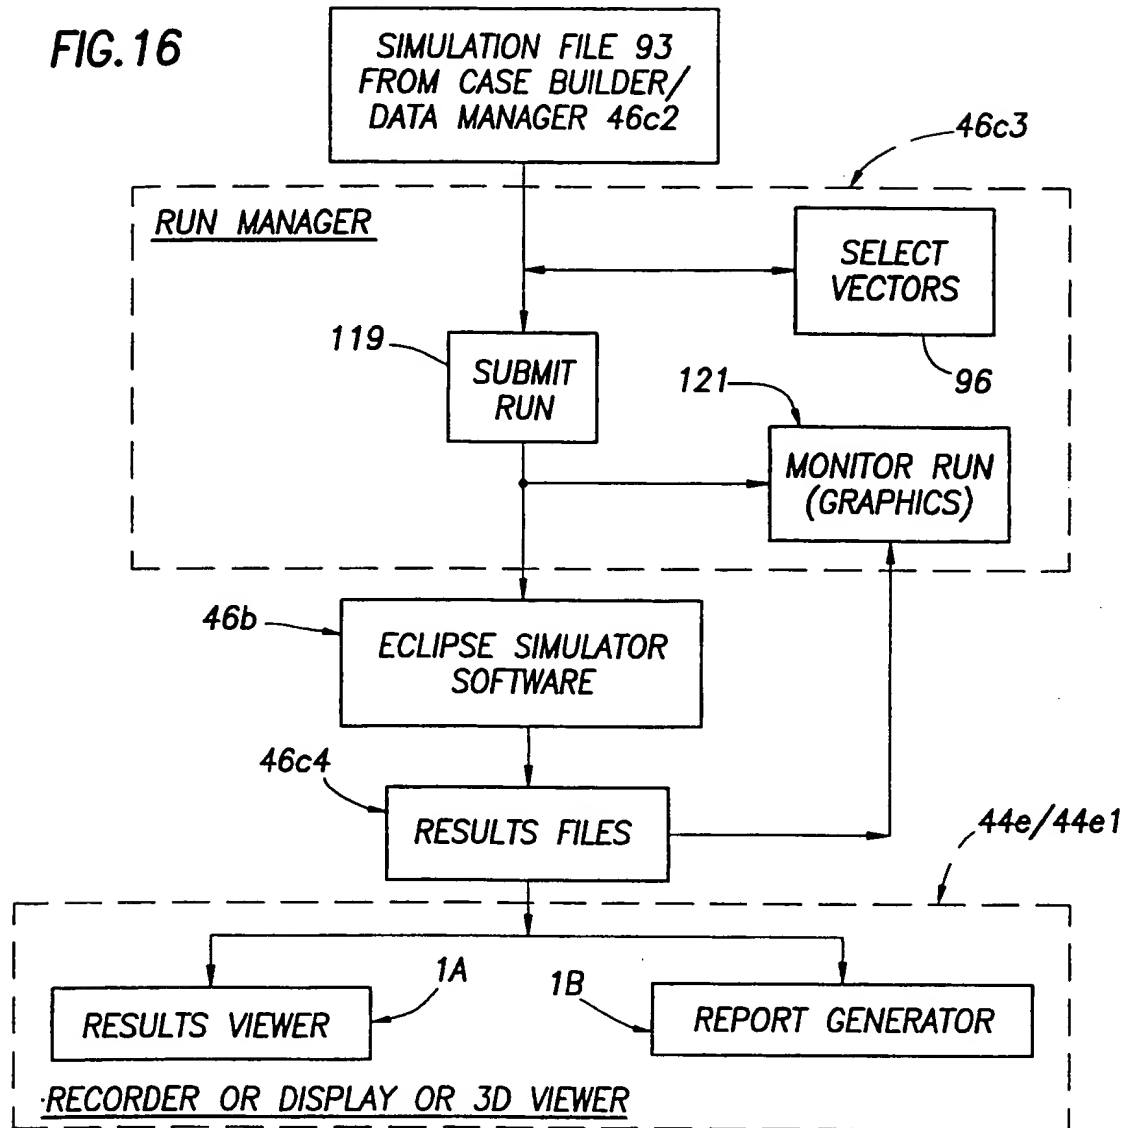 FIG.16
SIMULATION FILE 93
FROM CASE BUILDER/
DATA MANAGER 46c2
46c3
RUN MANAGER
SELECT
VECTORS
96
119
SUBMIT
RUN
121
MONITOR RUN
(GRAPHICS)
46b
ECLIPSE SIMULATOR
SOFTWARE
46c4
RESULTS FILES
44e/44e1
1A
RESULTS VIEWER
1B
REPORT GENERATOR
RECORDER OR DISPLAY OR 3D VIEWER